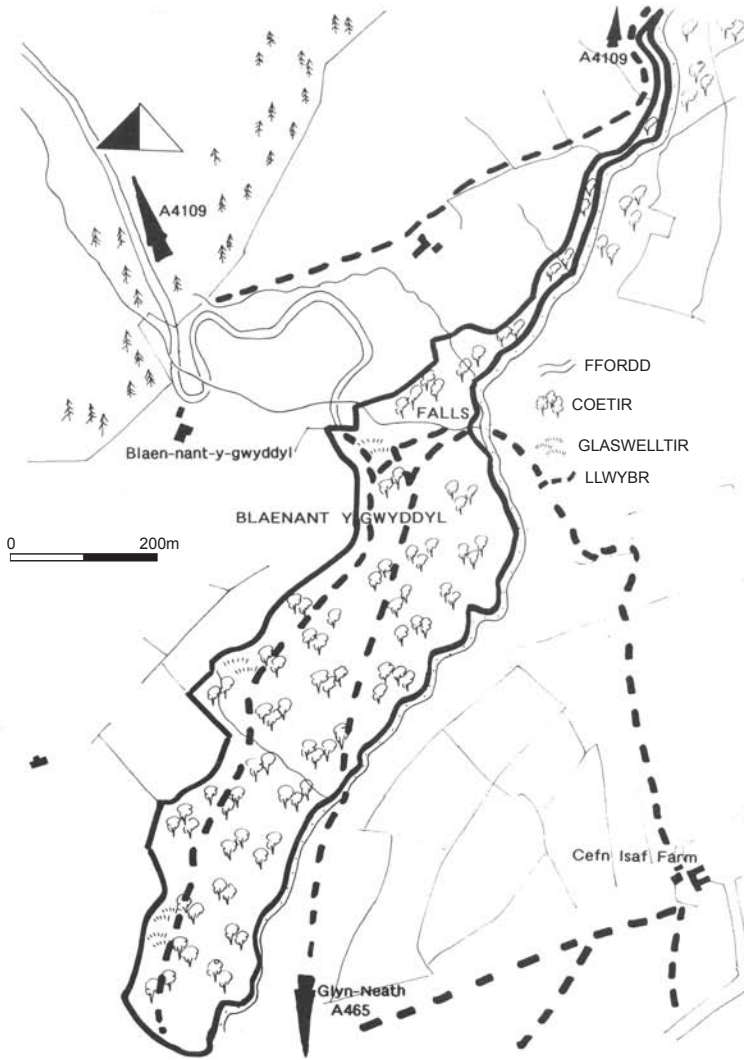 A4109
A4109
FALLS
FFORDD
COETIR
GLASWELLTIR
LLWYBR
Blaen-nant-y-gwyddyl
BLAENANT Y GWYDDYL
0 200m
Cefn Isaf Farm
Glyn-Neath
A465